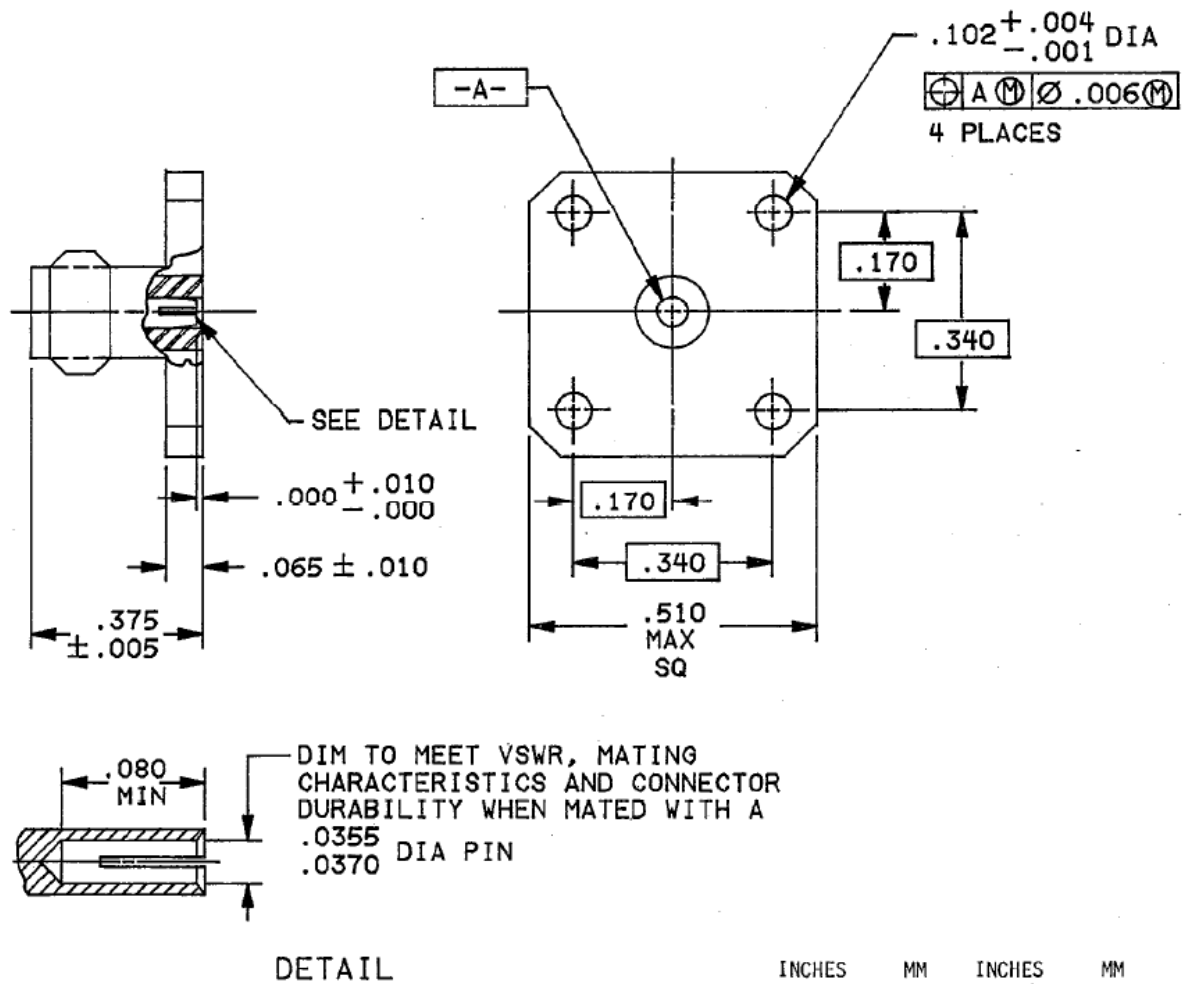 .102 +.004 -.001 DIA
⌖ A Ⓜ Ø .006 Ⓜ
4 PLACES
-A-
.170
.340
SEE DETAIL
.000 +.010 -.000
.065 ± .010
.375
±.005
.170
.340
.510
MAX
SQ
.080
MIN
DIM TO MEET VSWR, MATING
CHARACTERISTICS AND CONNECTOR
DURABILITY WHEN MATED WITH A
.0355
.0370 DIA PIN
DETAIL
INCHES MM INCHES MM